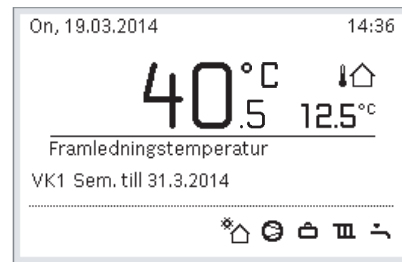 On, 19.03.2014 14:36
40.5°C
12.5°C
Framledningstemperatur
VK1 Sem. till 31.3.2014